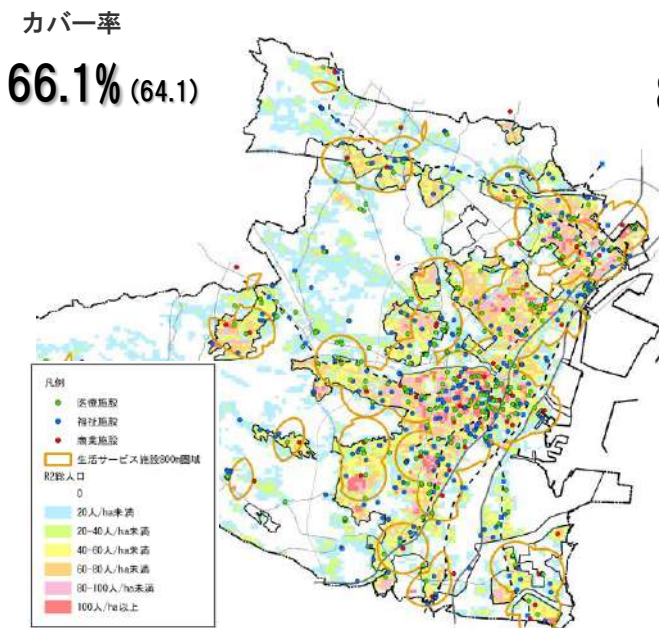 カバー率
66.1% (64.1)
凡例
医療施設
福祉施設
商業施設
生活サービス施設800m圏域
R2総人口
0
20人/ha未満
20-40人/ha未満
40-60人/ha未満
60-80人/ha未満
80-100人/ha未満
100人/ha以上